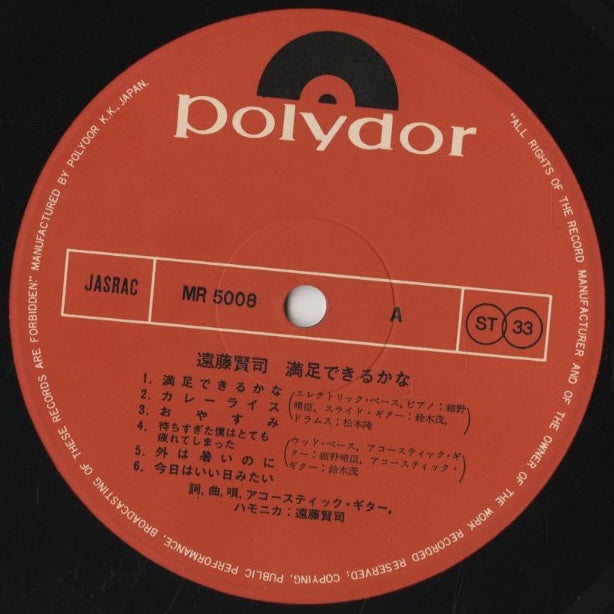 polydor
"ALL RIGHTS OF THE RECORD MANUFACTURER AND OF THE OWNER OF THE WORK RECORDED RESERVED; COPYING, PUBLIC PERFORMANCE, BROADCASTING OF THESE RECORDS ARE FORBIDDEN." MANUFACTURED BY POLYDOR K.K., JAPAN.
JASRAC MR 5008 A ST 33
遠藤賢司 満足できるかな
1. 満足できるかな
2. カレーライス
(エレクトリック・ベース,ピアノ:細野
晴臣, スライド・ギター:鈴木茂,
ドラムス:松本隆)
3. おやすみ
4. 待ちすぎた僕はとても
疲れてしまった
5. 外は暑いのに
(ウッド・ベース, アコースティック・ギ
ター:細野晴臣, アコースティック・
ギター:鈴木茂)
6. 今日はいい日みたい
詞,曲,唄,アコースティック・ギター,
ハモニカ:遠藤賢司